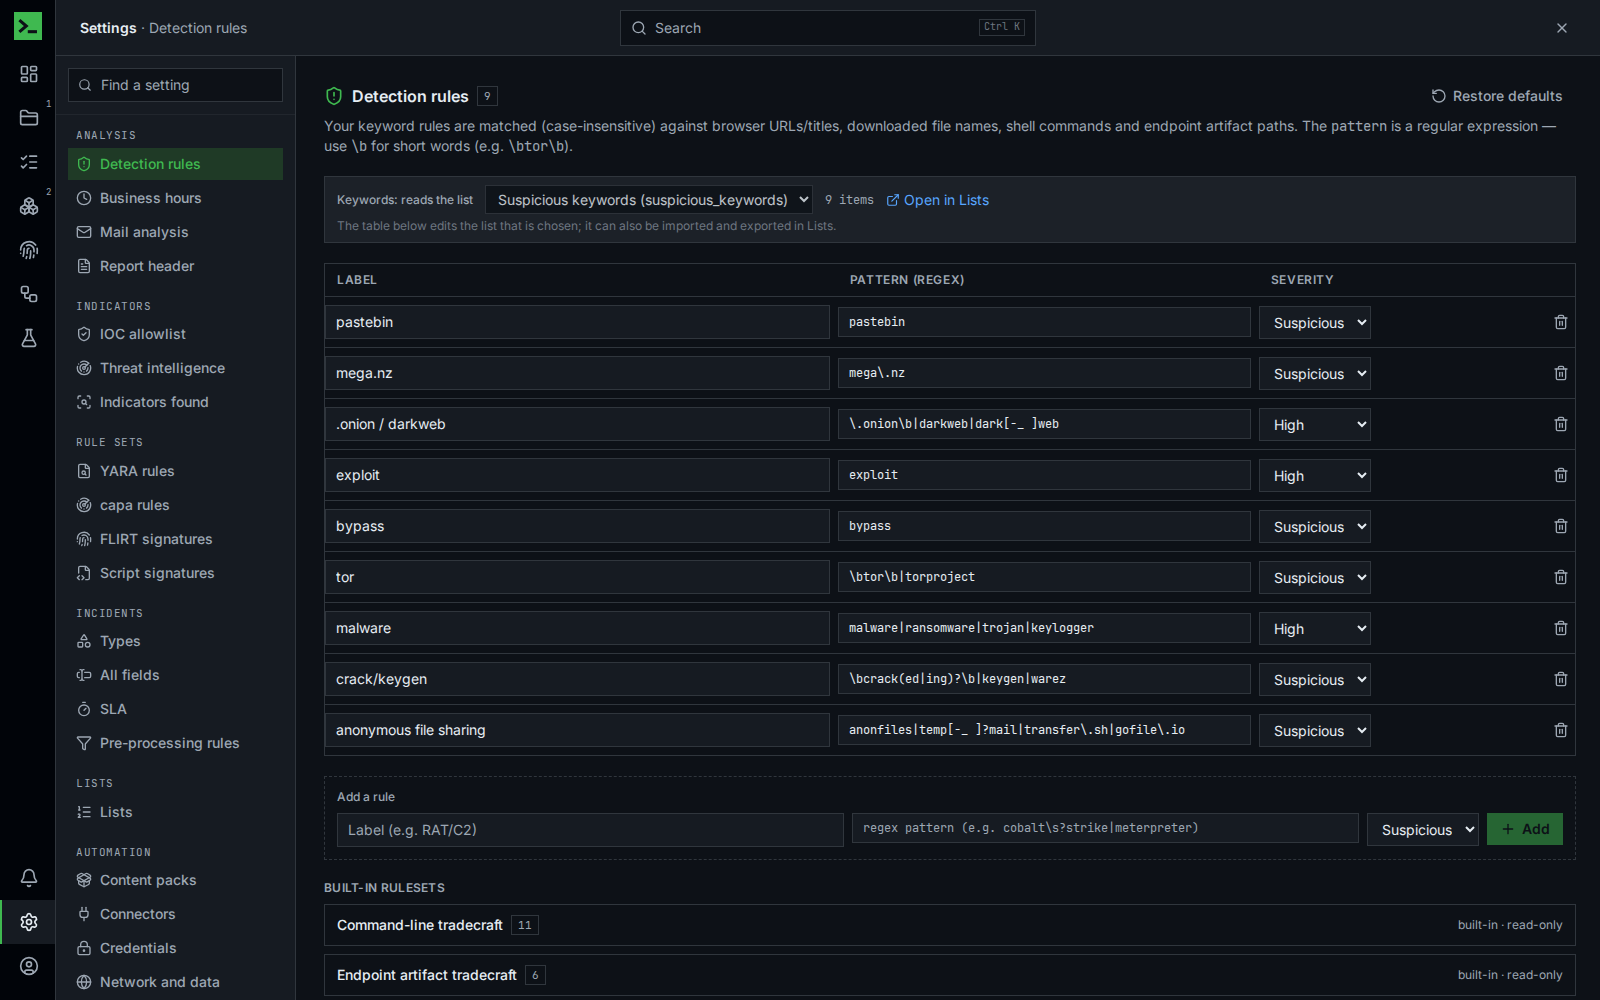 Settings · Detection rules
Search
Ctrl K
1
2
Find a setting
ANALYSIS
Detection rules
Business hours
Mail analysis
Report header
INDICATORS
IOC allowlist
Threat intelligence
Indicators found
RULE SETS
YARA rules
capa rules
FLIRT signatures
Script signatures
INCIDENTS
Types
All fields
SLA
Pre-processing rules
LISTS
Lists
AUTOMATION
Content packs
Connectors
Credentials
Network and data
Detection rules 9
Restore defaults
Your keyword rules are matched (case-insensitive) against browser URLs/titles, downloaded file names, shell commands and endpoint artifact paths. The pattern is a regular expression —
use \b for short words (e.g. \btor\b).
Keywords: reads the list Suspicious keywords (suspicious_keywords) 9 items Open in Lists
The table below edits the list that is chosen; it can also be imported and exported in Lists.
LABEL PATTERN (REGEX) SEVERITY
pastebin pastebin Suspicious
mega.nz mega\.nz Suspicious
.onion / darkweb \.onion\b|darkweb|dark[-_ ]web High
exploit exploit High
bypass bypass Suspicious
tor \btor\b|torproject Suspicious
malware malware|ransomware|trojan|keylogger High
crack/keygen \bcrack(ed|ing)?\b|keygen|warez Suspicious
anonymous file sharing anonfiles|temp[-_ ]?mail|transfer\.sh|gofile\.io Suspicious
Add a rule
Label (e.g. RAT/C2) regex pattern (e.g. cobalt\s?strike|meterpreter) Suspicious + Add
BUILT-IN RULESETS
Command-line tradecraft 11 built-in · read-only
Endpoint artifact tradecraft 6 built-in · read-only